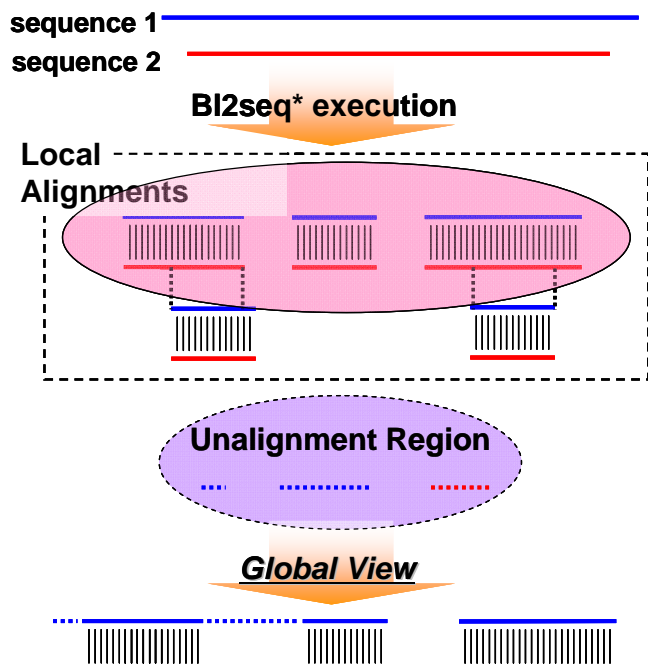 sequence 1
sequence 2
Bl2seq* execution
Local
Alignments
Unalignment Region
Global View